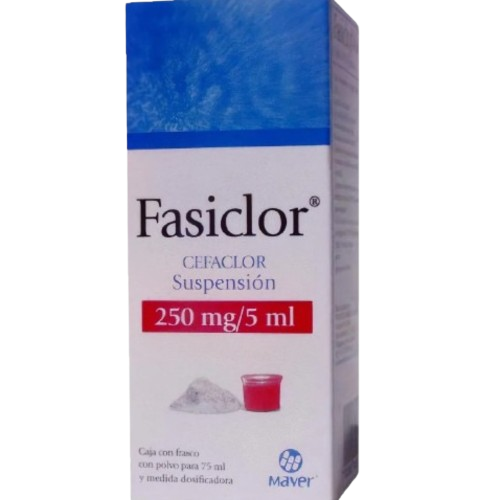 Fasiclor®
CEFACLOR
Suspensión
250 mg/5 ml
Caja con frasco
con polvo para 75 ml
y medida dosificadora
Maver